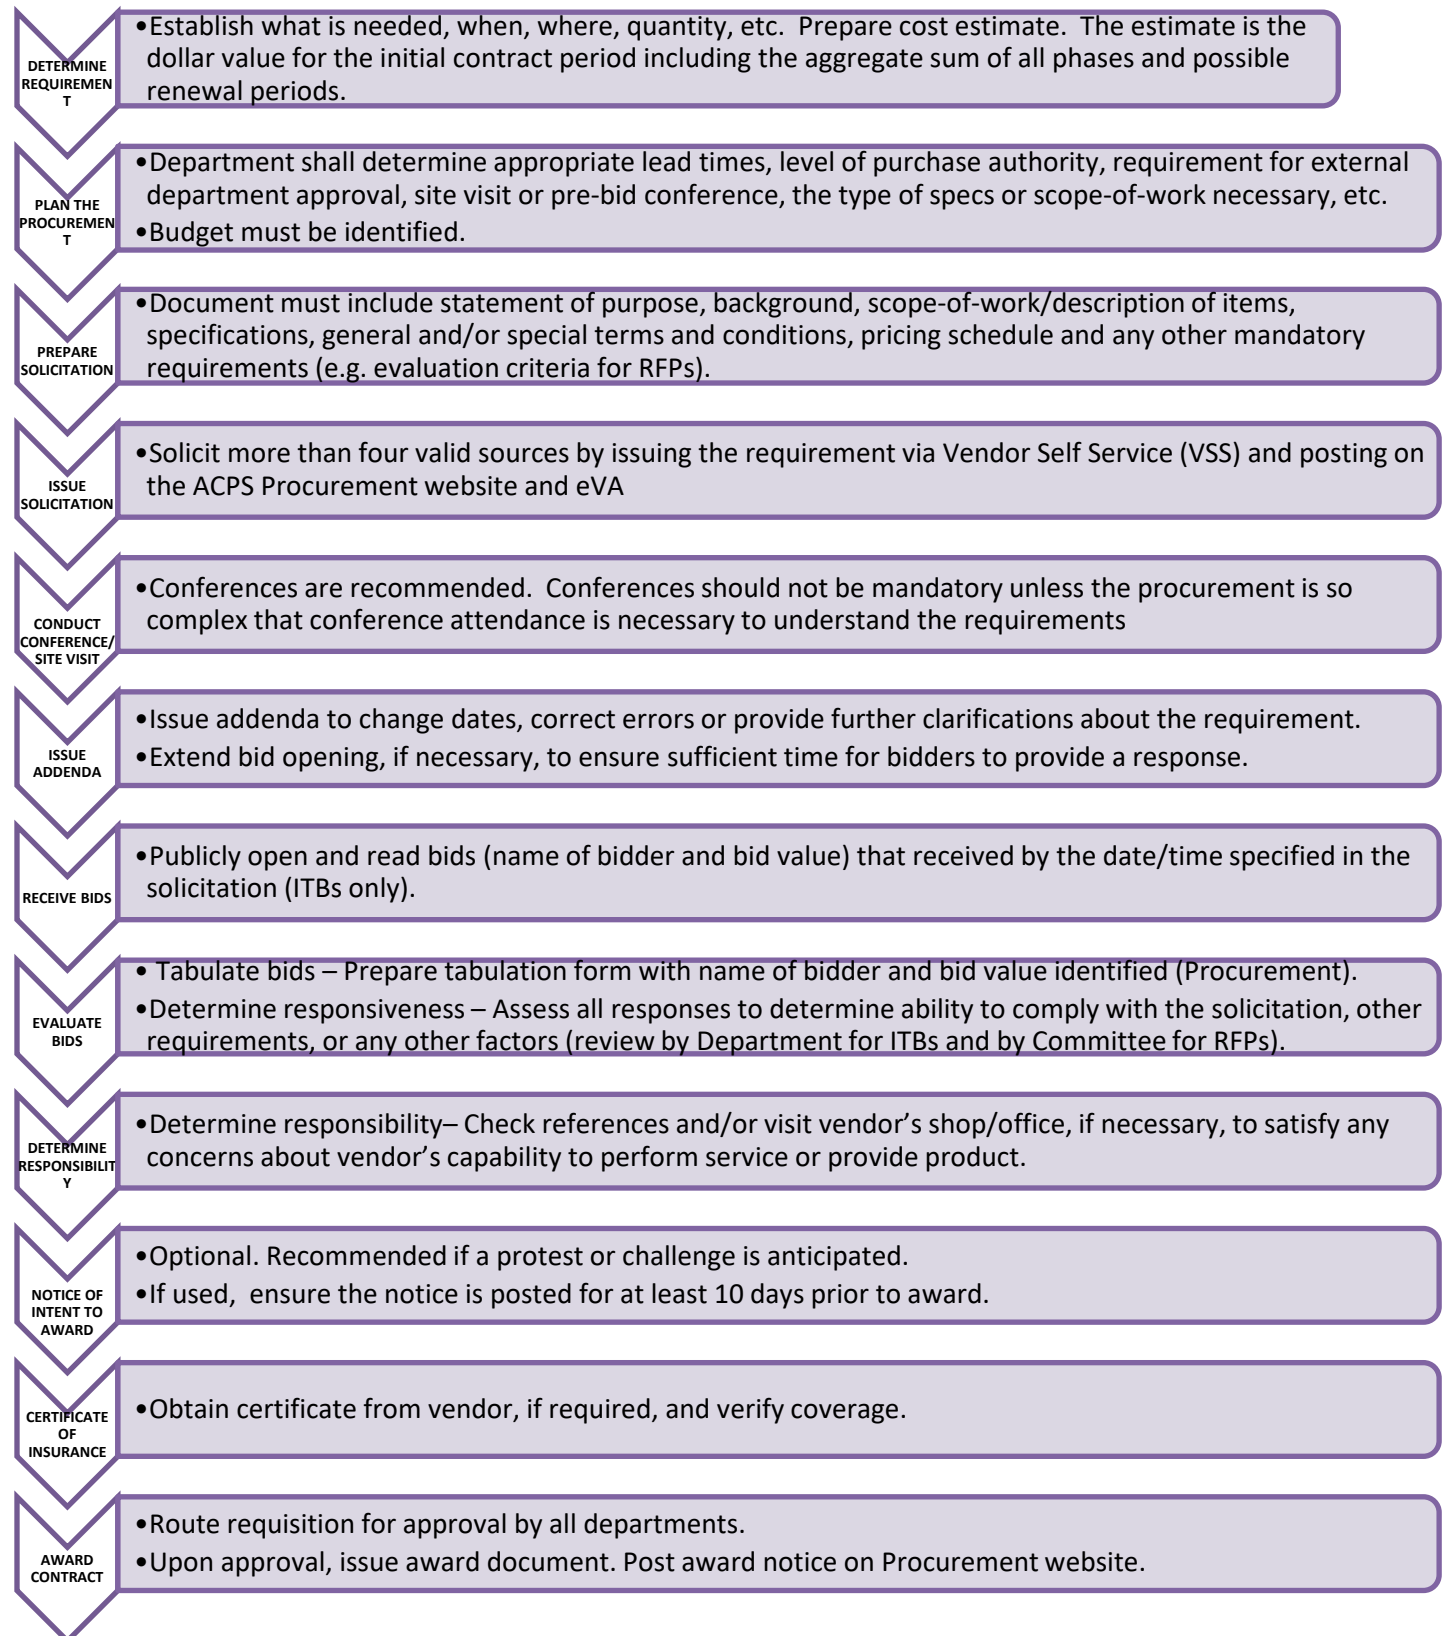 •Establish what is needed, when, where, quantity, etc.  Prepare cost estimate.  The estimate is the
dollar value for the initial contract period including the aggregate sum of all phases and possible
renewal periods.
DETERMINE
REQUIREMEN
T
•Department shall determine appropriate lead times, level of purchase authority, requirement for external
department approval, site visit or pre-bid conference, the type of specs or scope-of-work necessary, etc.
•Budget must be identified.
PLAN THE
PROCUREMEN
T
•Document must include statement of purpose, background, scope-of-work/description of items,
specifications, general and/or special terms and conditions, pricing schedule and any other mandatory
requirements (e.g. evaluation criteria for RFPs).
PREPARE
SOLICITATION
•Solicit more than four valid sources by issuing the requirement via Vendor Self Service (VSS) and posting on
the ACPS Procurement website and eVA
ISSUE
SOLICITATION
•Conferences are recommended.  Conferences should not be mandatory unless the procurement is so
complex that conference attendance is necessary to understand the requirements
CONDUCT
CONFERENCE/
SITE VISIT
•Issue addenda to change dates, correct errors or provide further clarifications about the requirement.
•Extend bid opening, if necessary, to ensure sufficient time for bidders to provide a response.
ISSUE
ADDENDA
•Publicly open and read bids (name of bidder and bid value) that received by the date/time specified in the
solicitation (ITBs only).
RECEIVE BIDS
• Tabulate bids – Prepare tabulation form with name of bidder and bid value identified (Procurement).
•Determine responsiveness – Assess all responses to determine ability to comply with the solicitation, other
requirements, or any other factors (review by Department for ITBs and by Committee for RFPs).
EVALUATE
BIDS
•Determine responsibility– Check references and/or visit vendor’s shop/office, if necessary, to satisfy any
concerns about vendor’s capability to perform service or provide product.
DETERMINE
RESPONSIBILIT
Y
•Optional. Recommended if a protest or challenge is anticipated.
•If used,  ensure the notice is posted for at least 10 days prior to award.
NOTICE OF
INTENT TO
AWARD
•Obtain certificate from vendor, if required, and verify coverage.
CERTIFICATE
OF
INSURANCE
•Route requisition for approval by all departments.
•Upon approval, issue award document. Post award notice on Procurement website.
AWARD
CONTRACT